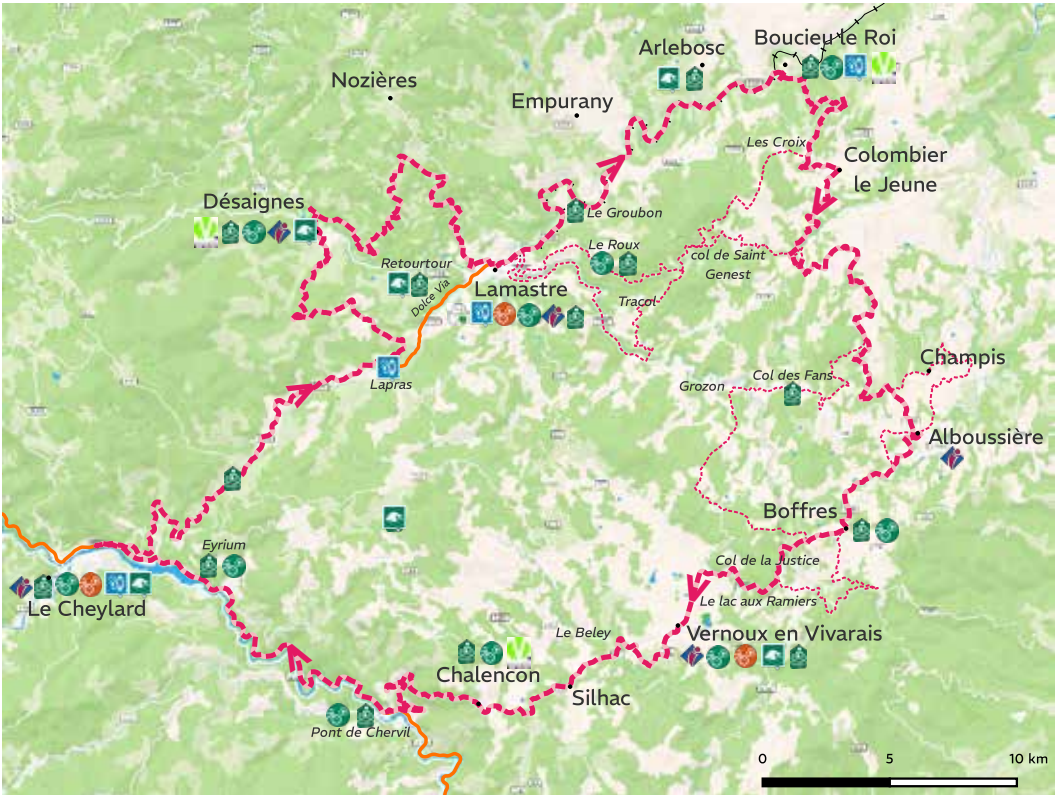 Boucieu le Roi
Arlebosc
Nozières
Empurany
Les Croix
Colombier
le Jeune
Désaignes
Le Groubon
Le Roux
col de Saint
Genest
Retourtour
Dolce Via
Lamastre
Tracol
Champis
Col des Fans
Grozon
Lapras
Alboussière
Boffres
Eyrium
Col de la Justice
Le Cheylard
Le lac aux Ramiers
Le Beley
Vernoux en Vivarais
Chalencon
Silhac
Pont de Chervil
0 5 10 km